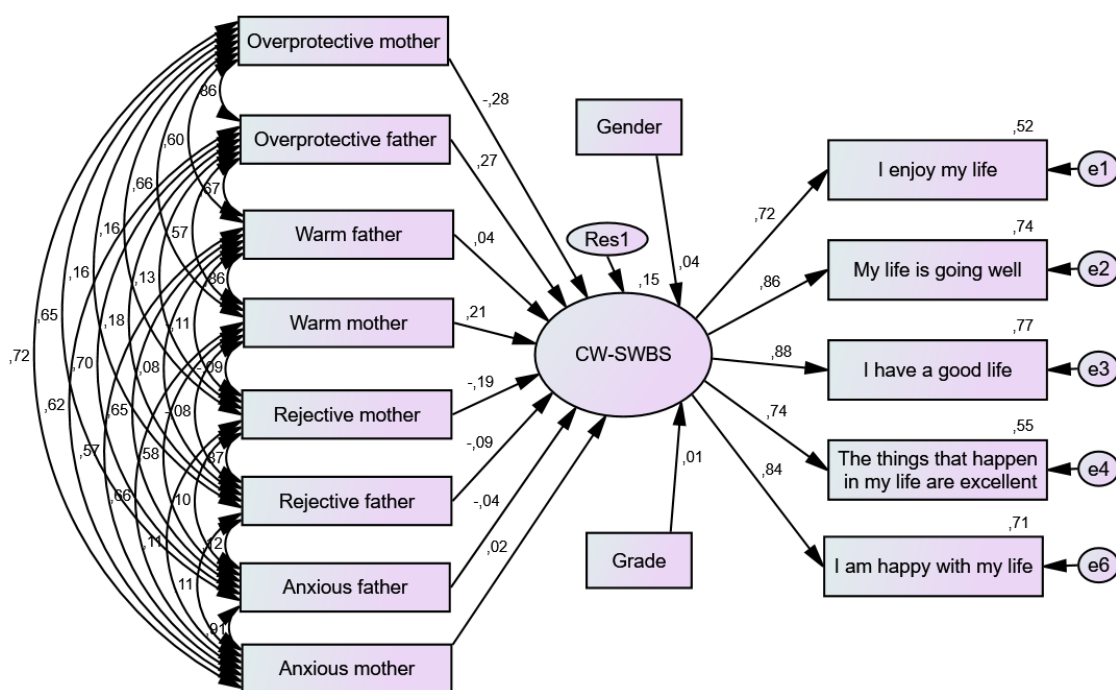 Overprotective mother
-,28
,86
Overprotective father
,27
,60
,67
Warm father
,04
,66
,57
,16
,86
Warm mother
,21
,16
,13
-,11
-,09
,65
,18
,08
-,08
Rejective mother
-,19
,72
,70
,65
,58
,87
,62
,57
,66
,10
Rejective father
-,09
,11
,12
,11
Anxious father
-,04
,91
Anxious mother
,02
Gender
,04
Res1
,15
CW-SWBS
,01
Grade
,52
,72
I enjoy my life
e1
,74
,86
My life is going well
e2
,77
,88
I have a good life
e3
,55
,74
The things that happen
in my life are excellent
e4
,71
,84
I am happy with my life
e6